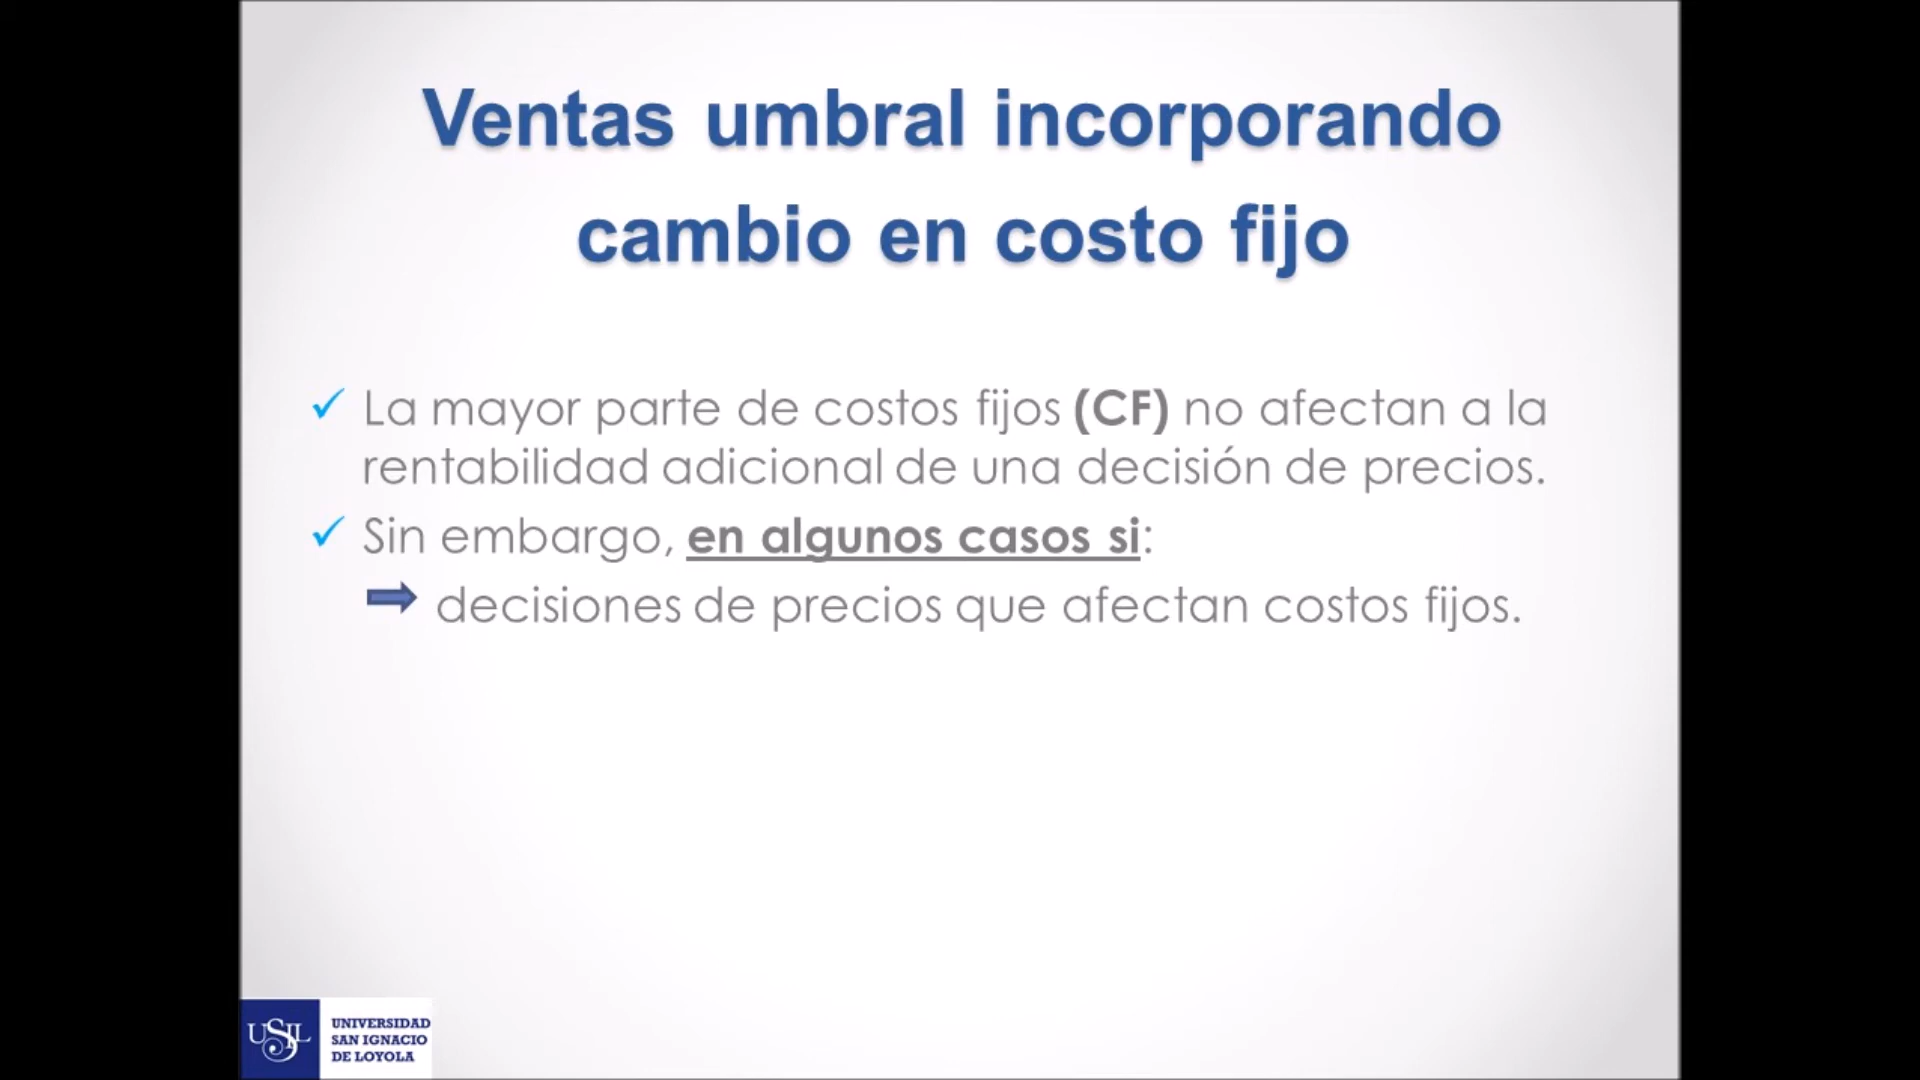 Ventas umbral incorporando
cambio en costo fijo
La mayor parte de costos fijos (CF) no afectan a la
rentabilidad adicional de una decisión de precios.
Sin embargo, en algunos casos si:
decisiones de precios que afectan costos fijos.
USIL
UNIVERSIDAD
SAN IGNACIO
DE LOYOLA